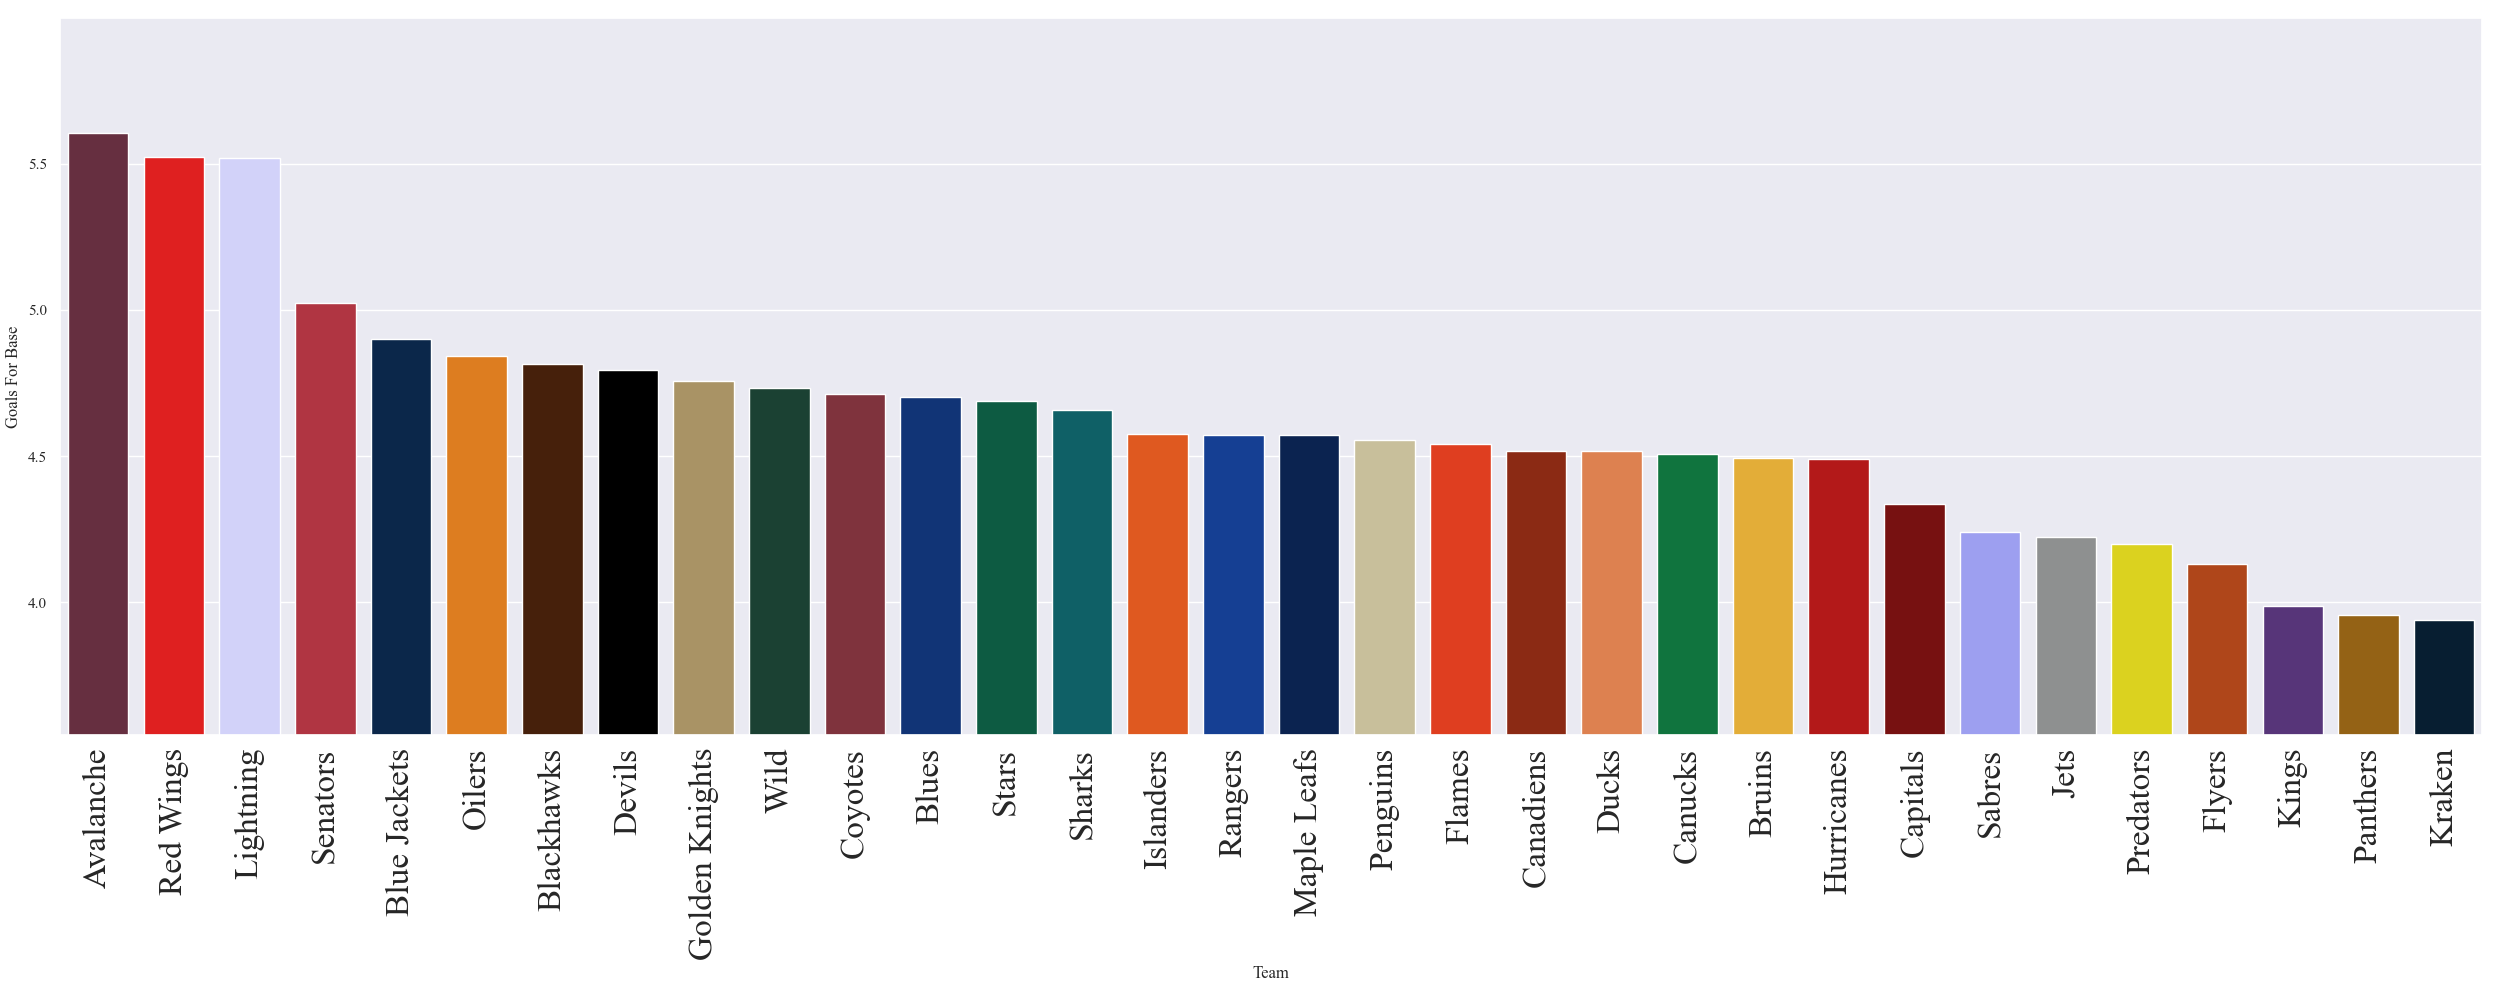 5.5
5.0
4.5
4.0
Goals For Base
Avalanche
Red Wings
Lightning
Senators
Blue Jackets
Oilers
Blackhawks
Devils
Golden Knights
Wild
Coyotes
Blues
Stars
Sharks
Islanders
Rangers
Maple Leafs
Penguins
Flames
Canadiens
Ducks
Canucks
Bruins
Hurricanes
Capitals
Sabres
Jets
Predators
Flyers
Kings
Panthers
Kraken
Team